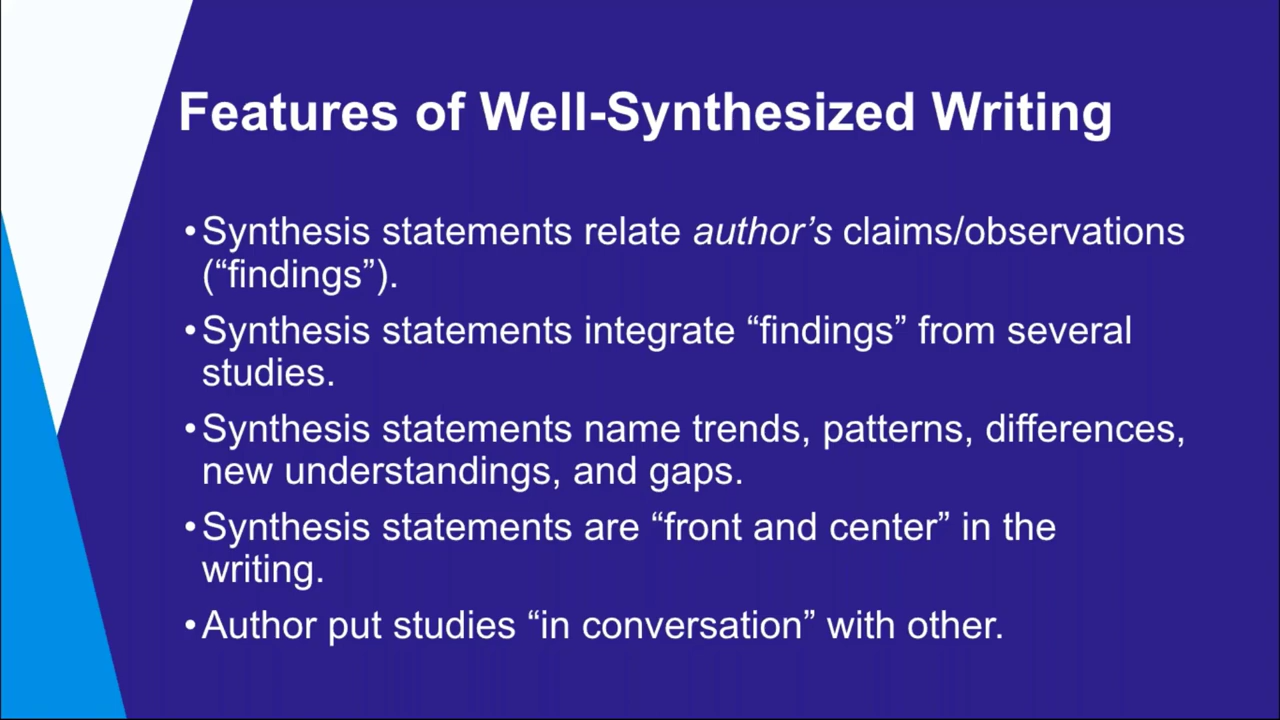 Features of Well-Synthesized Writing
•Synthesis statements relate author’s claims/observations
(“findings”).
•Synthesis statements integrate “findings” from several
studies.
•Synthesis statements name trends, patterns, differences,
new understandings, and gaps.
•Synthesis statements are “front and center” in the
writing.
•Author put studies “in conversation” with other.